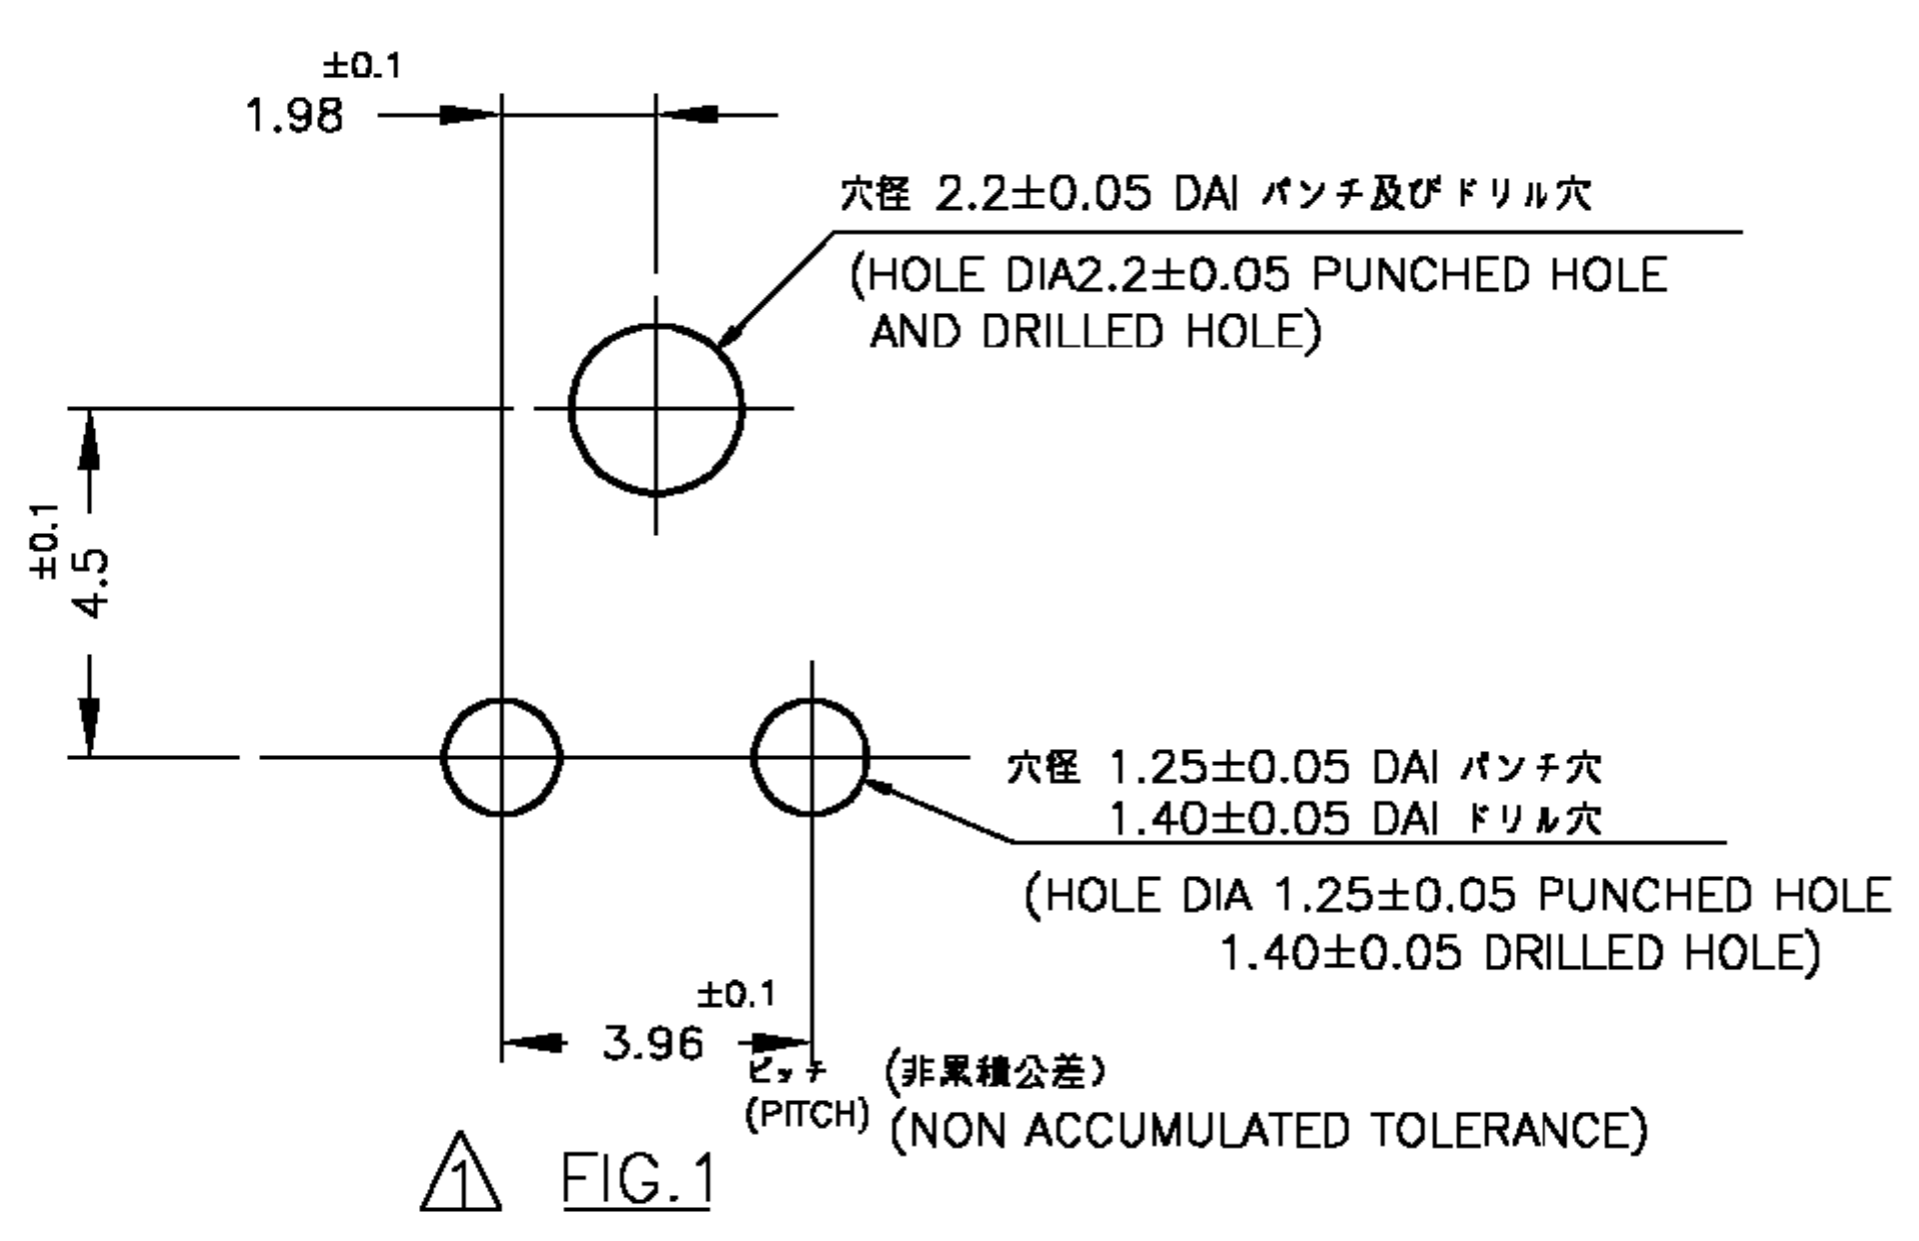 ±0.1
1.98
穴径 2.2±0.05 DAI パンチ及びドリル穴
(HOLE DIA2.2±0.05 PUNCHED HOLE
AND DRILLED HOLE)
±0.1
4.5
穴径 1.25±0.05 DAI パンチ穴
1.40±0.05 DAI ドリル穴
(HOLE DIA 1.25±0.05 PUNCHED HOLE
1.40±0.05 DRILLED HOLE)
±0.1
3.96
ピッチ (非累積公差)
(PITCH) (NON ACCUMULATED TOLERANCE)
1 FIG.1